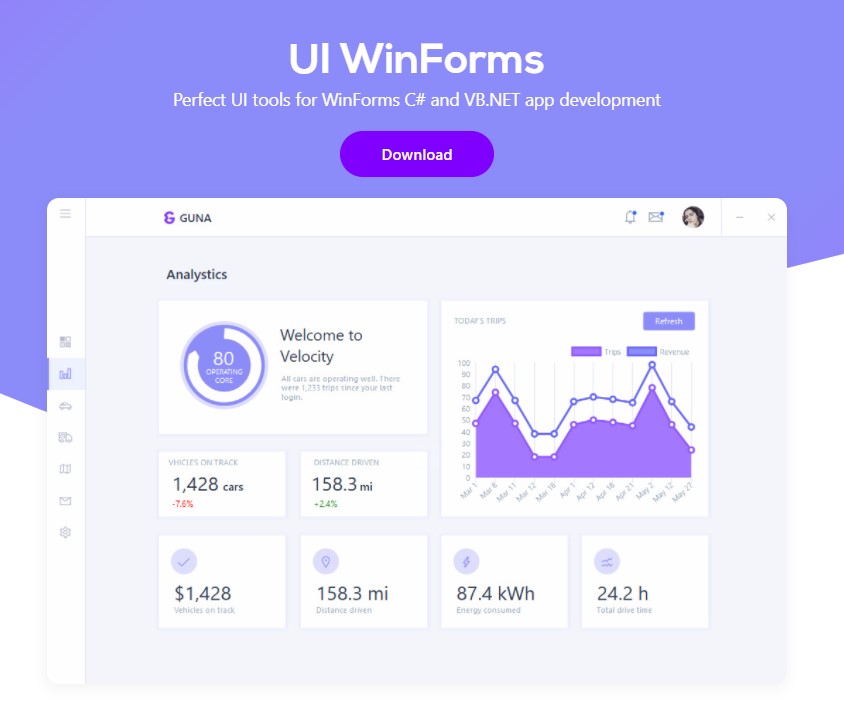 UI WinForms
Perfect UI tools for WinForms C# and VB.NET app development
Download
GUNA
Analystics
80
OPERATING
CORE
Welcome to
Velocity
All cars are operating well. There
were 1,233 trips since your last
login.
TODAY'S TRIPS
Refresh
Trips
Revenue
100
90
80
70
60
50
40
30
20
10
0
Mar 1
Mar 6
Mar 11
Mar 12
Mar 16
Apr 1
Apr 12
Apr 16
Apr 21
May 2
May 12
May 27
VHICLES ON TRACK
1,428 cars
-7.6%
DISTANCE DRIVEN
158.3 mi
+2.4%
$1,428
Vehicles on track
158.3 mi
Distance driven
87.4 kWh
Energy consumed
24.2 h
Total drive time